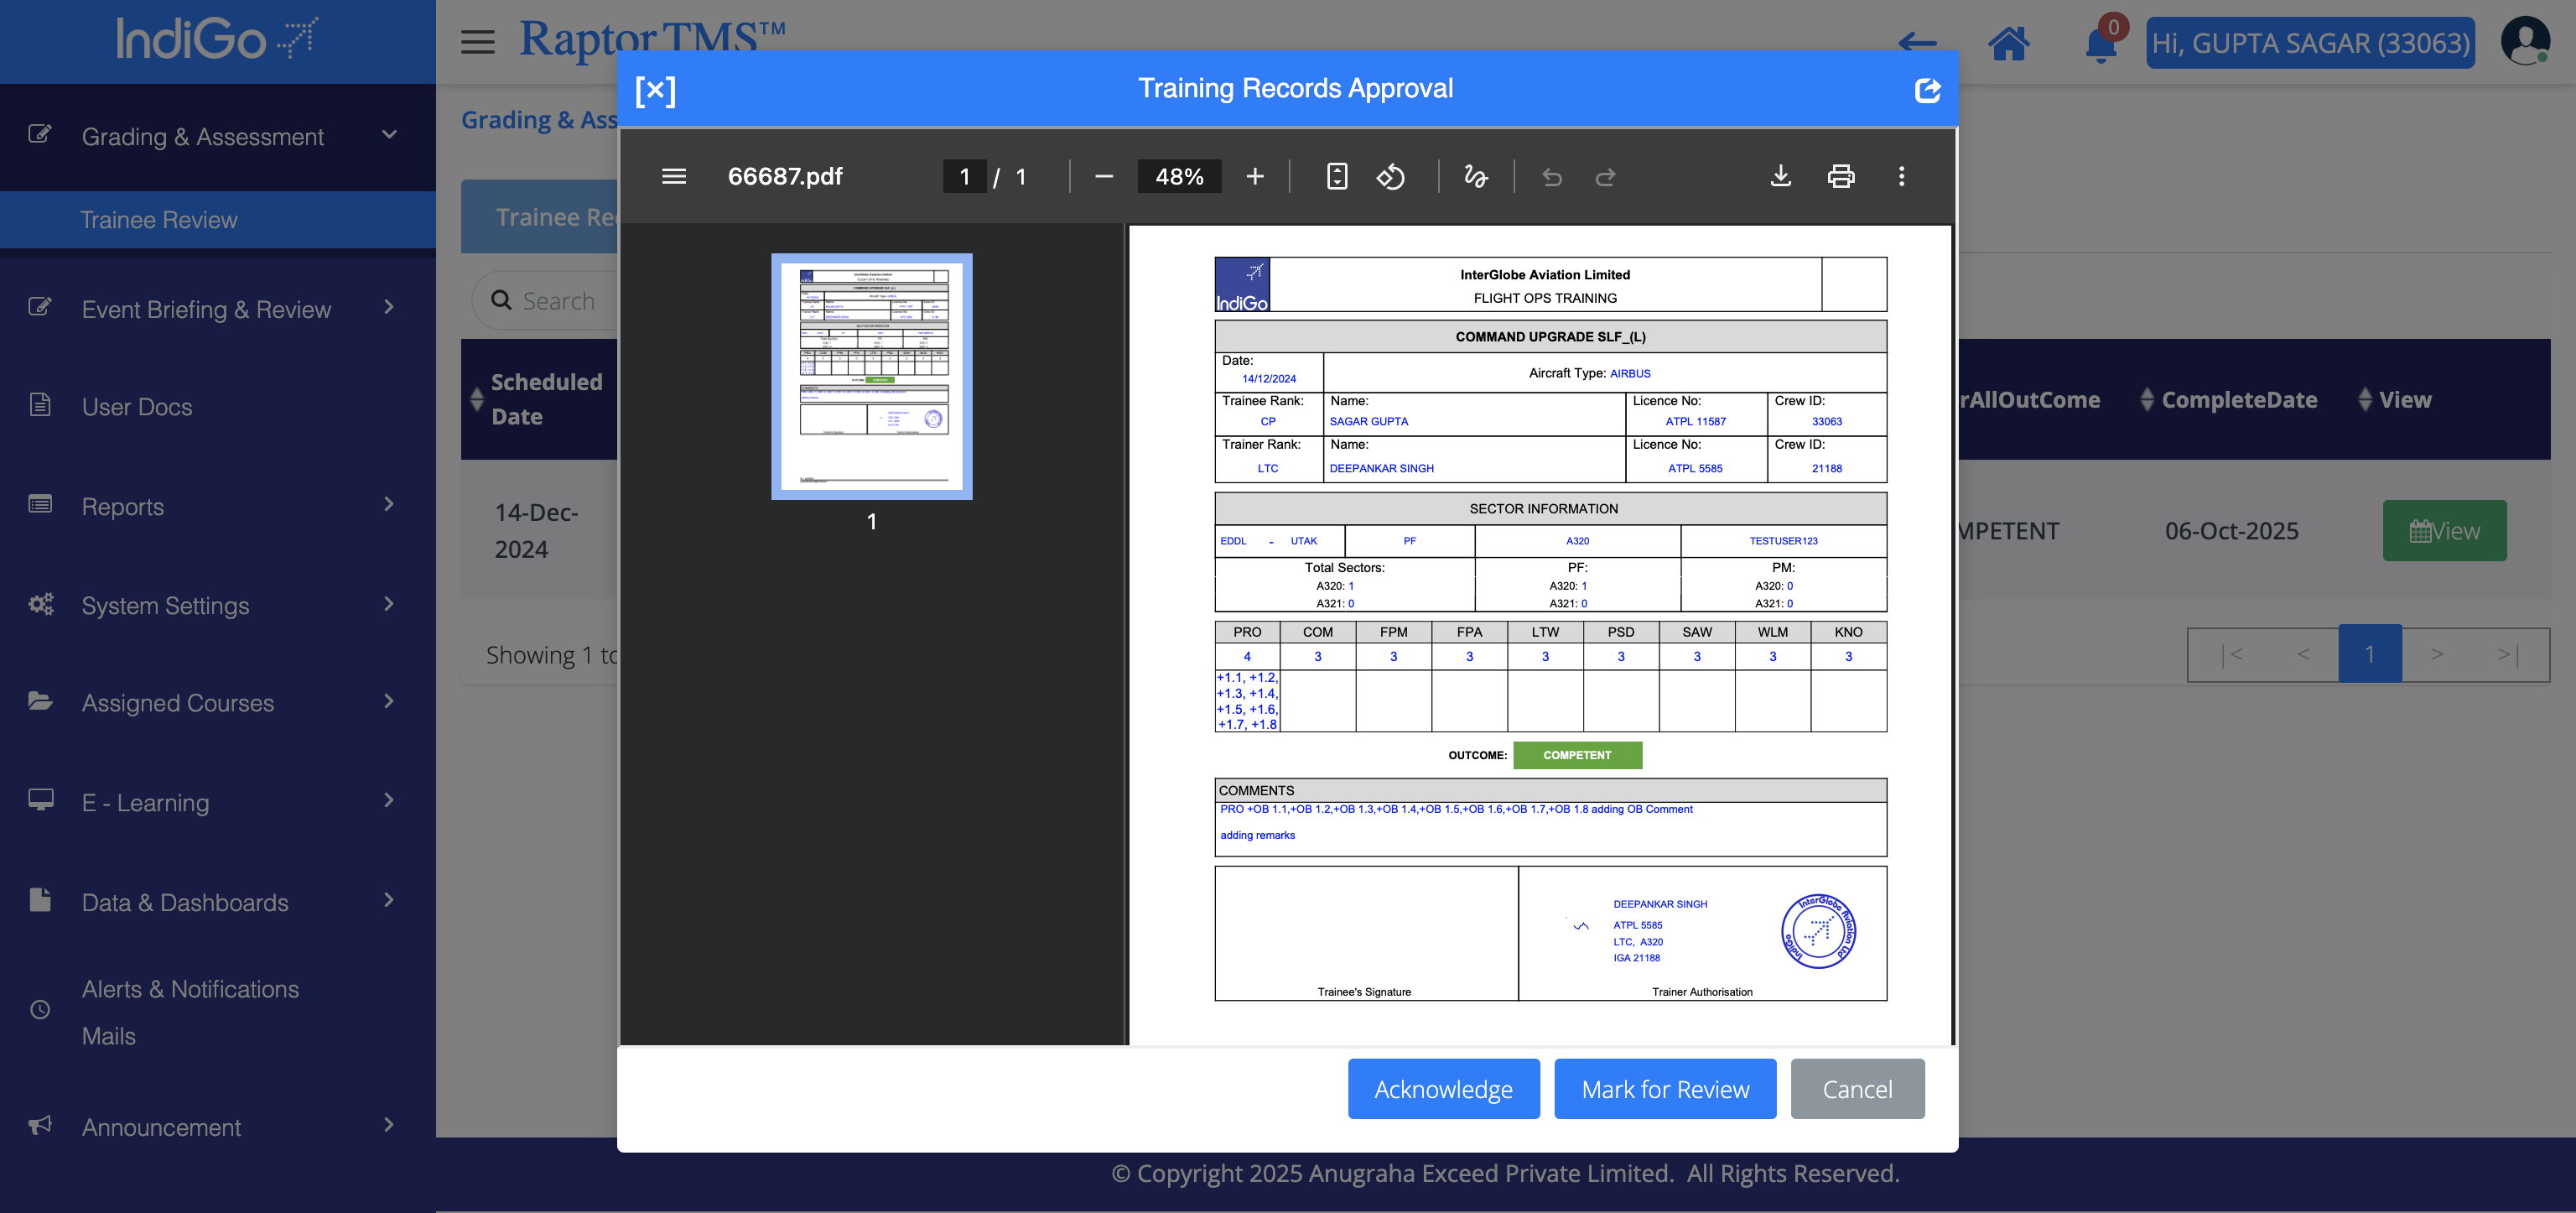 IndiGo
Raptor TMS™
0
Hi, GUPTA SAGAR (33063)
Grading & Assessment
Trainee Review
Event Briefing & Review
User Docs
Reports
System Settings
Assigned Courses
E - Learning
Data & Dashboards
Alerts & Notifications
Mails
Announcement
Grading & Ass
Trainee Re
Search
Scheduled
Date
rAllOutCome
CompleteDate
View
14-Dec-
2024
MPETENT
06-Oct-2025
View
Showing 1 to
|< < 1 > >|
[×]
Training Records Approval
66687.pdf
1 / 1
48%
1
IndiGo
InterGlobe Aviation Limited
FLIGHT OPS TRAINING
COMMAND UPGRADE SLF_(L)
Date:
14/12/2024
Aircraft Type: AIRBUS
Trainee Rank: Name: Licence No: Crew ID:
CP SAGAR GUPTA ATPL 11587 33063
Trainer Rank: Name: Licence No: Crew ID:
LTC DEEPANKAR SINGH ATPL 5585 21188
SECTOR INFORMATION
EDDL - UTAK PF A320 TESTUSER123
Total Sectors: PF: PM:
A320: 1 A320: 1 A320: 0
A321: 0 A321: 0 A321: 0
PRO COM FPM FPA LTW PSD SAW WLM KNO
4 3 3 3 3 3 3 3 3
+1.1, +1.2,
+1.3, +1.4,
+1.5, +1.6,
+1.7, +1.8
OUTCOME: COMPETENT
COMMENTS
PRO +OB 1.1,+OB 1.2,+OB 1.3,+OB 1.4,+OB 1.5,+OB 1.6,+OB 1.7,+OB 1.8 adding OB Comment
adding remarks
DEEPANKAR SINGH
ATPL 5585
LTC, A320
IGA 21188
InterGlobe Aviation Ltd
IndiGo
Trainee's Signature
Trainer Authorisation
Acknowledge
Mark for Review
Cancel
© Copyright 2025 Anugraha Exceed Private Limited. All Rights Reserved.